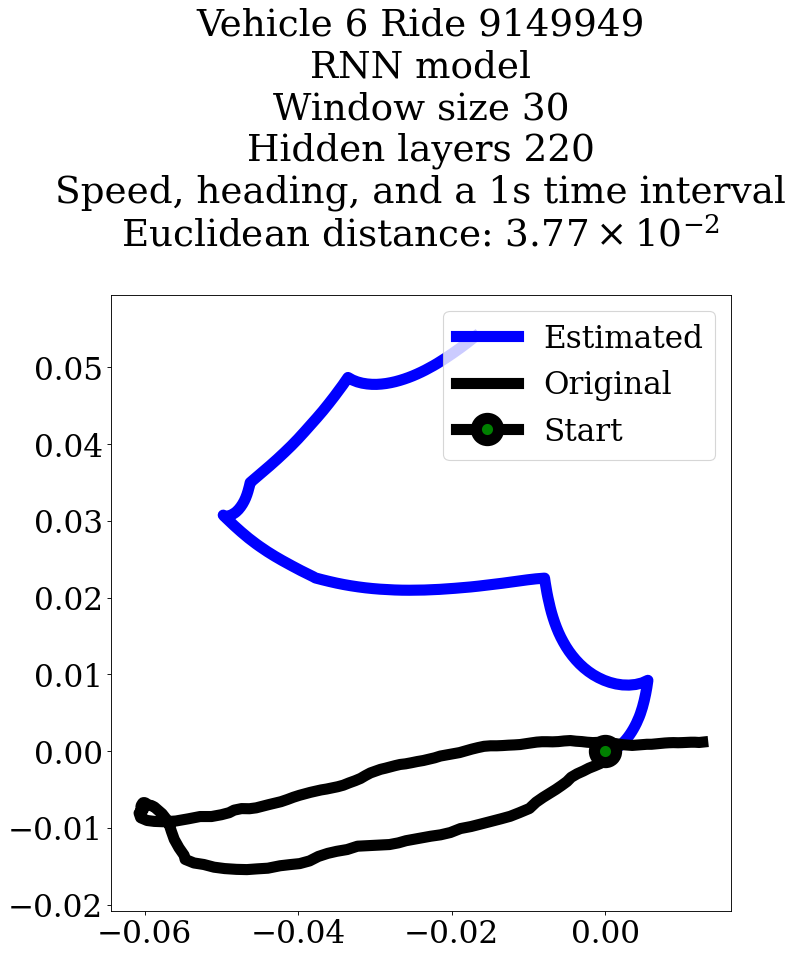 Vehicle 6 Ride 9149949
RNN model
Window size 30
Hidden layers 220
Speed, heading, and a 1s time interval
Euclidean distance: 3.77 × 10⁻²
Estimated
Original
Start
0.05
0.04
0.03
0.02
0.01
0.00
−0.01
−0.02
−0.06 −0.04 −0.02 0.00